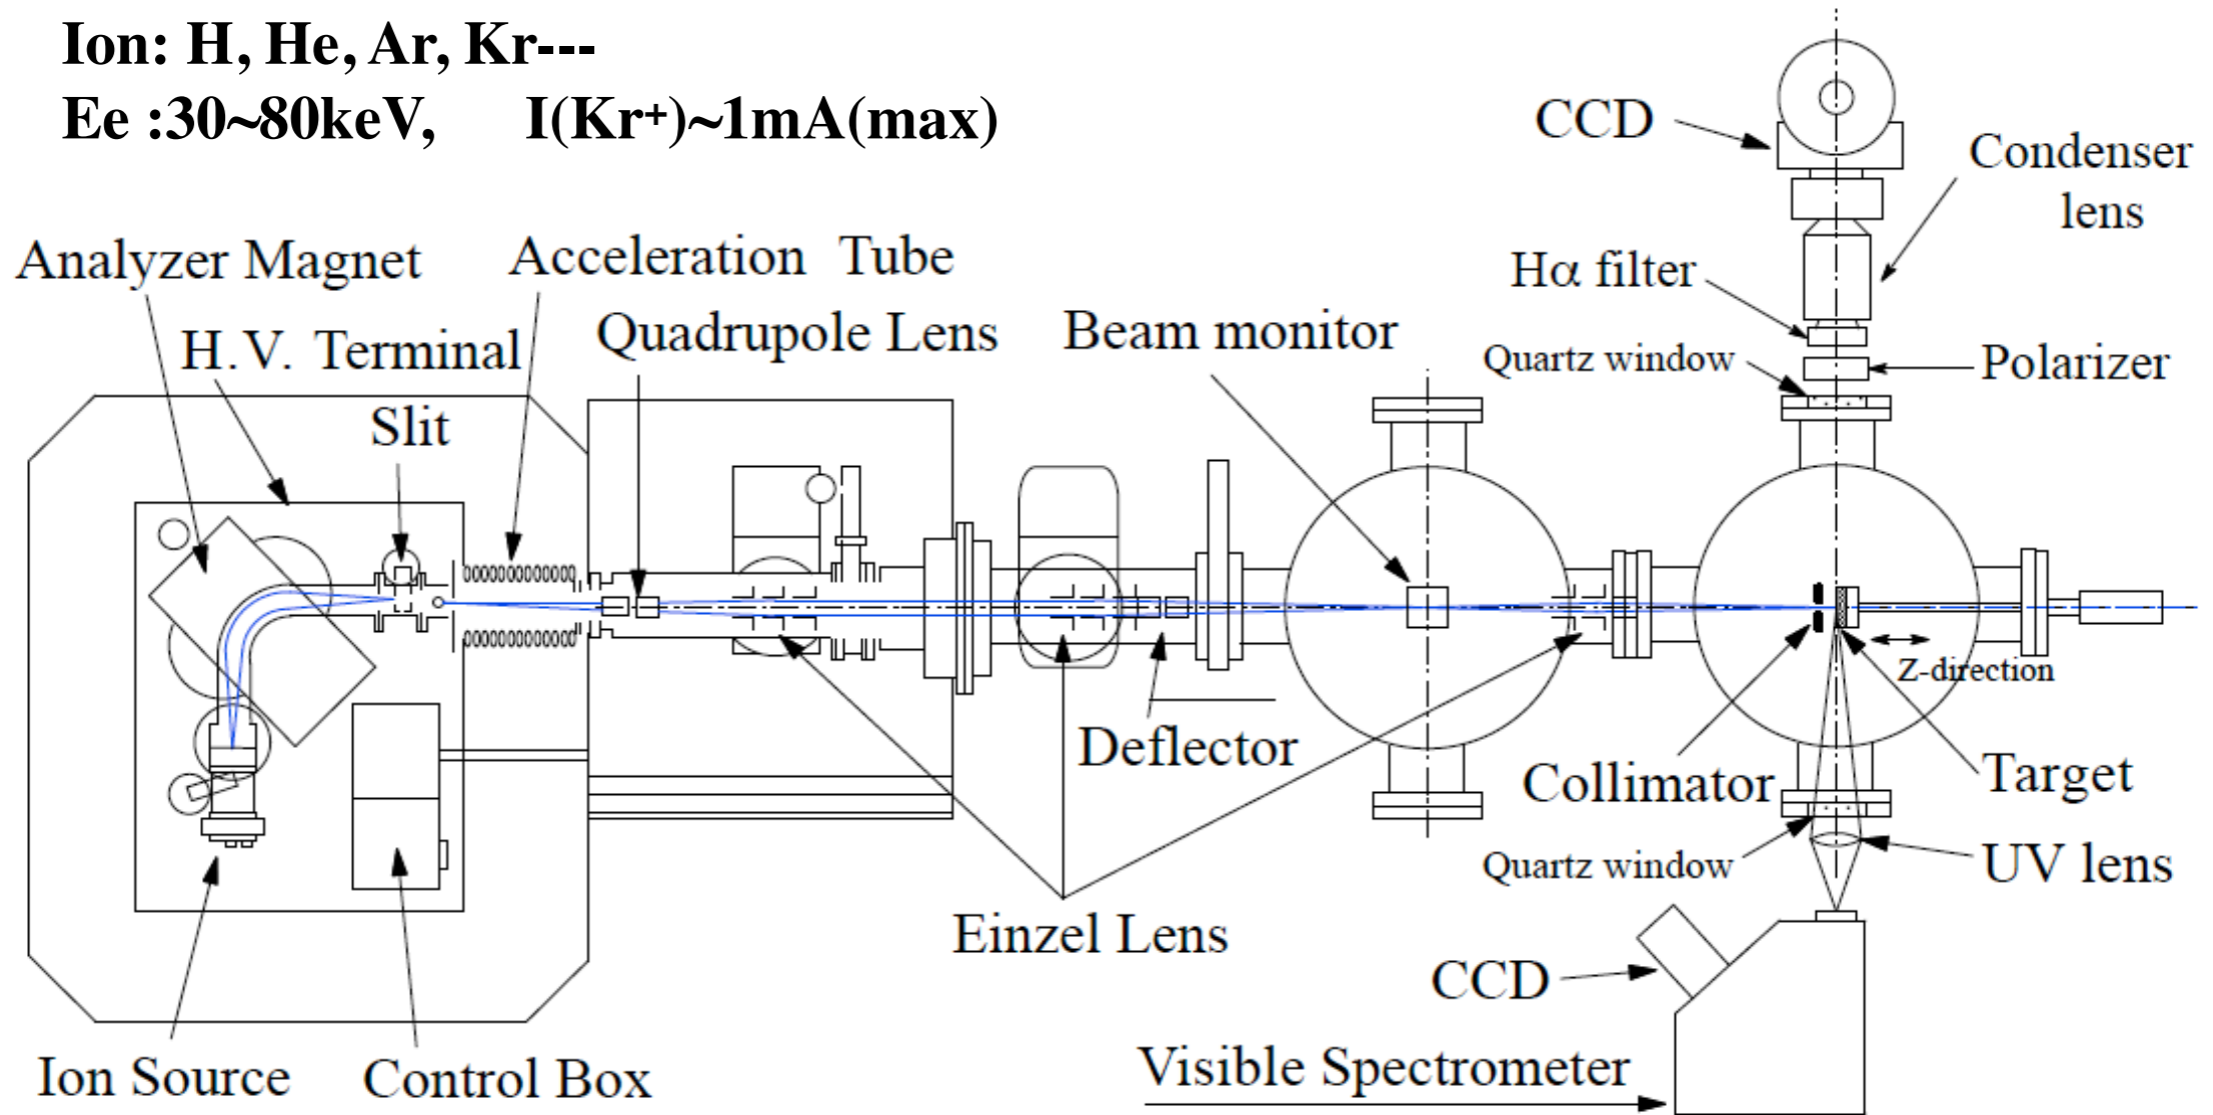 Ion: H, He, Ar, Kr---
Ee :30~80keV, I(Kr⁺)~1mA(max)
CCD
Condenser
lens
Analyzer Magnet
Acceleration Tube
Hα filter
H.V. Terminal
Quadrupole Lens
Beam monitor
Quartz window
Polarizer
Slit
Z-direction
Deflector
Collimator
Target
Quartz window
UV lens
Einzel Lens
CCD
Ion Source
Control Box
Visible Spectrometer